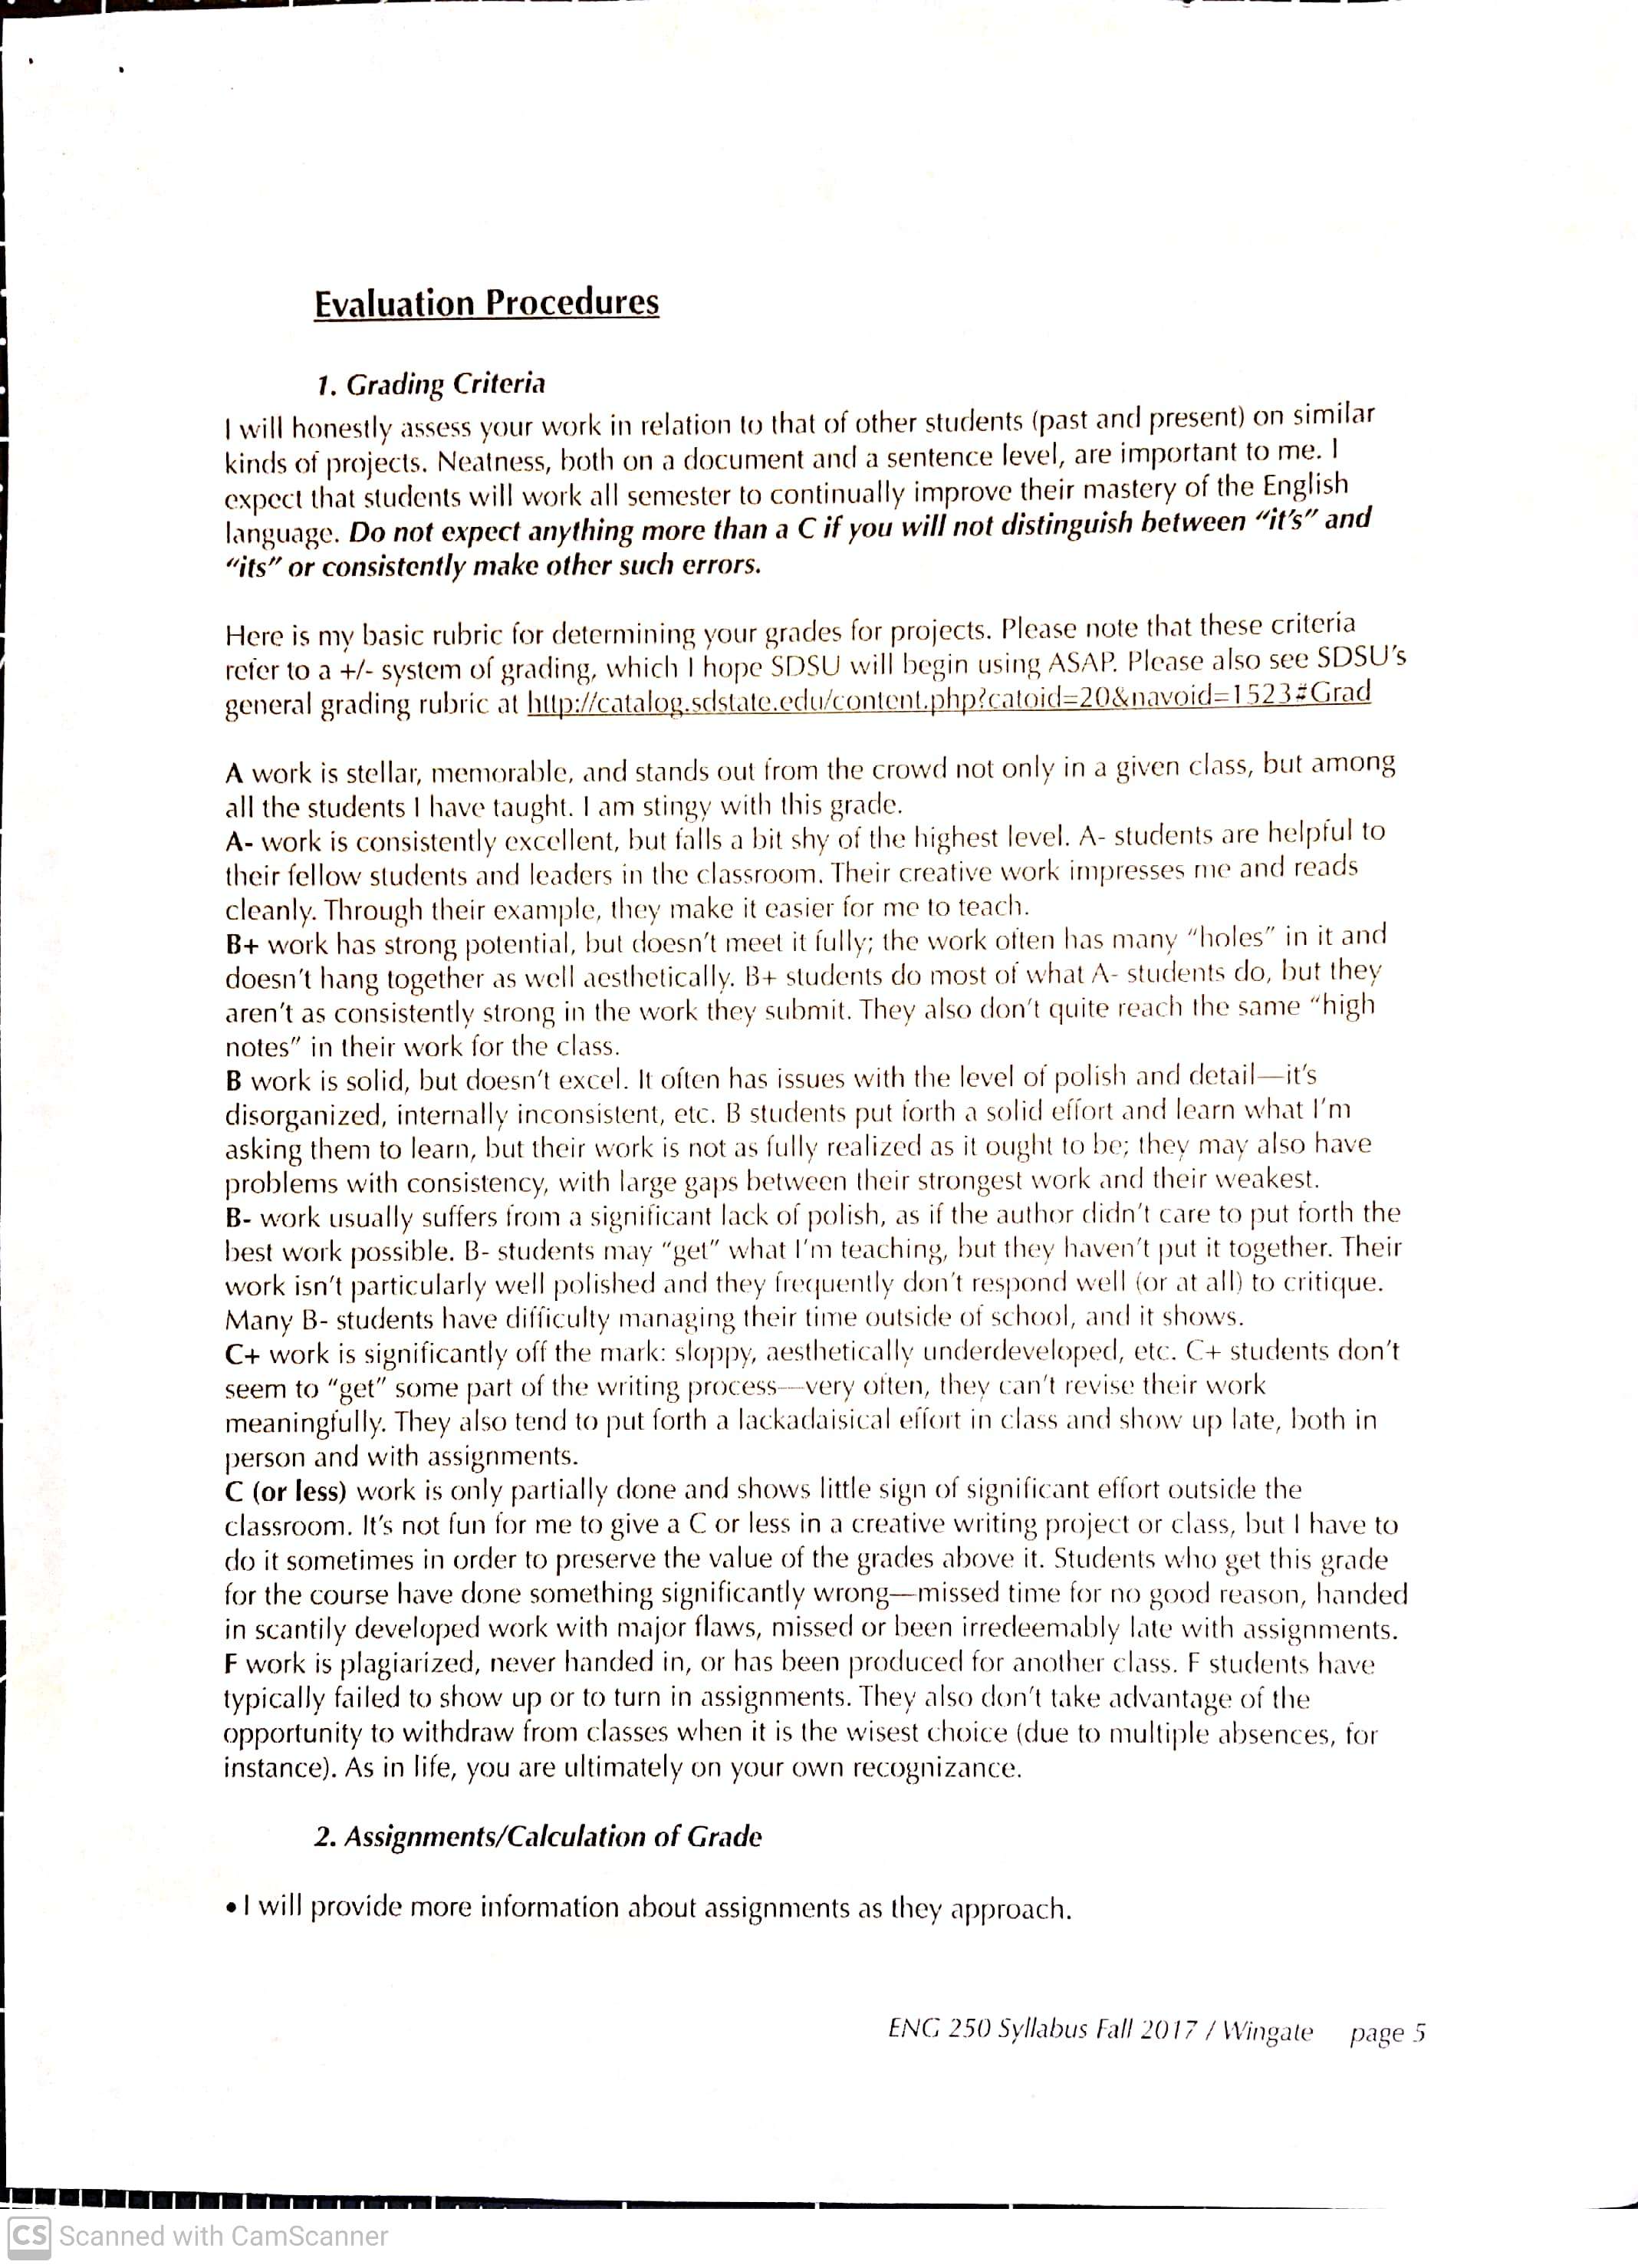 Evaluation Procedures
1. Grading Criteria
I will honestly assess your work in relation to that of other students (past and present) on similar
kinds of projects. Neatness, both on a document and a sentence level, are important to me. I
expect that students will work all semester to continually improve their mastery of the English
language. Do not expect anything more than a C if you will not distinguish between “it’s” and
“its” or consistently make other such errors.
Here is my basic rubric for determining your grades for projects. Please note that these criteria
refer to a +/- system of grading, which I hope SDSU will begin using ASAP. Please also see SDSU’s
general grading rubric at http://catalog.sdstate.edu/content.php?catoid=20&navoid=1523#Grad
A work is stellar, memorable, and stands out from the crowd not only in a given class, but among
all the students I have taught. I am stingy with this grade.
A- work is consistently excellent, but falls a bit shy of the highest level. A- students are helpful to
their fellow students and leaders in the classroom. Their creative work impresses me and reads
cleanly. Through their example, they make it easier for me to teach.
B+ work has strong potential, but doesn’t meet it fully; the work often has many “holes” in it and
doesn’t hang together as well aesthetically. B+ students do most of what A- students do, but they
aren’t as consistently strong in the work they submit. They also don’t quite reach the same “high
notes” in their work for the class.
B work is solid, but doesn’t excel. It often has issues with the level of polish and detail—it’s
disorganized, internally inconsistent, etc. B students put forth a solid effort and learn what I’m
asking them to learn, but their work is not as fully realized as it ought to be; they may also have
problems with consistency, with large gaps between their strongest work and their weakest.
B- work usually suffers from a significant lack of polish, as if the author didn’t care to put forth the
best work possible. B- students may “get” what I’m teaching, but they haven’t put it together. Their
work isn’t particularly well polished and they frequently don’t respond well (or at all) to critique.
Many B- students have difficulty managing their time outside of school, and it shows.
C+ work is significantly off the mark: sloppy, aesthetically underdeveloped, etc. C+ students don’t
seem to “get” some part of the writing process—very often, they can’t revise their work
meaningfully. They also tend to put forth a lackadaisical effort in class and show up late, both in
person and with assignments.
C (or less) work is only partially done and shows little sign of significant effort outside the
classroom. It’s not fun for me to give a C or less in a creative writing project or class, but I have to
do it sometimes in order to preserve the value of the grades above it. Students who get this grade
for the course have done something significantly wrong—missed time for no good reason, handed
in scantily developed work with major flaws, missed or been irredeemably late with assignments.
F work is plagiarized, never handed in, or has been produced for another class. F students have
typically failed to show up or to turn in assignments. They also don’t take advantage of the
opportunity to withdraw from classes when it is the wisest choice (due to multiple absences, for
instance). As in life, you are ultimately on your own recognizance.
2. Assignments/Calculation of Grade
• I will provide more information about assignments as they approach.
ENG 250 Syllabus Fall 2017 / Wingate page 5
CS Scanned with CamScanner